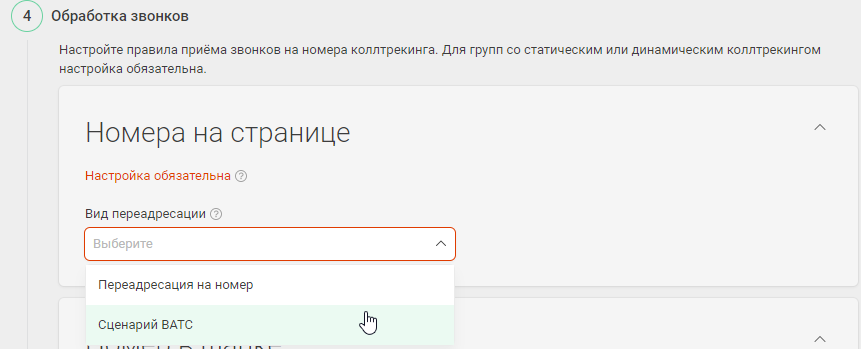 4 Обработка звонков
Настройте правила приёма звонков на номера коллтрекинга. Для групп со статическим или динамическим коллтрекингом
настройка обязательна.
Номера на странице
Настройка обязательна ?
Вид переадресации ?
Выберите
Переадресация на номер
Сценарий ВАТС